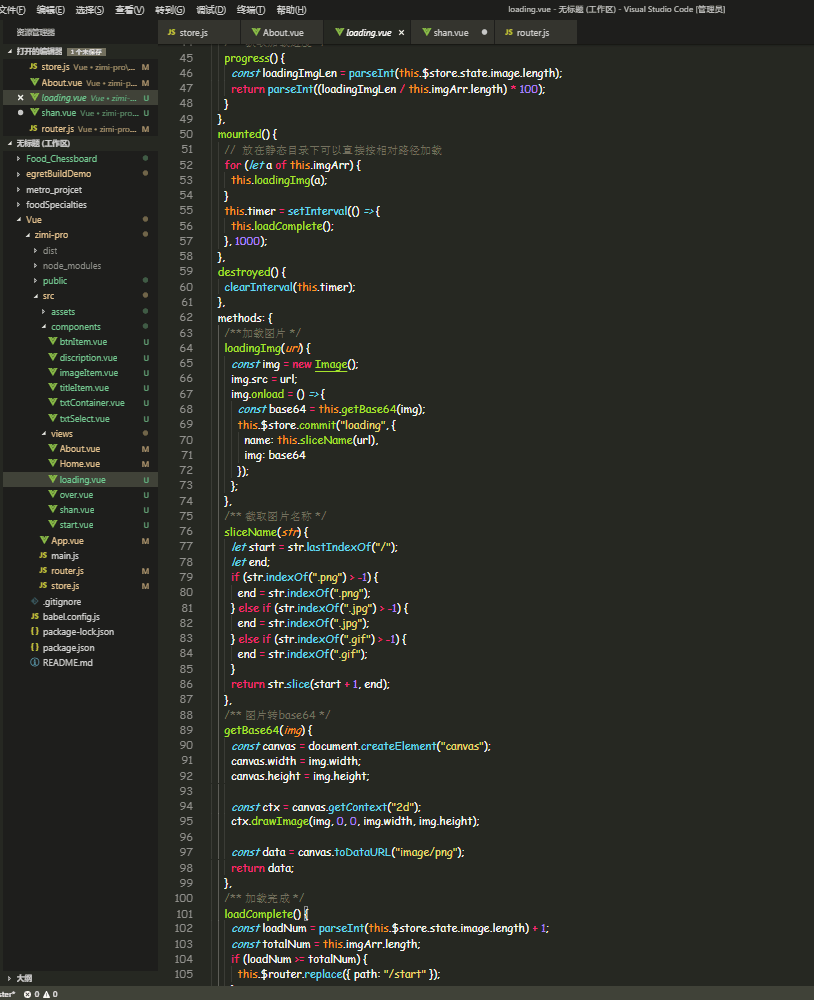 文件(F) 编辑(E) 选择(S) 查看(V) 转到(G) 调试(D) 终端(T) 帮助(H) loading.vue - 无标题 (工作区) - Visual Studio Code [管理员]
资源管理器
store.js About.vue loading.vue × shan.vue router.js
打开的编辑器 1 个未保存
store.js Vue • zimi-pro\... M
About.vue Vue • zimi-p... M
× loading.vue Vue • zimi-... U
shan.vue Vue • zimi-pro... U
router.js Vue • zimi-pro... M
无标题 (工作区)
Food_Chessboard
egretBuildDemo
metro_projcet
foodSpecialties
Vue
zimi-pro
dist
node_modules
public
src
assets
components
btnItem.vue U
discription.vue U
imageItem.vue U
titleItem.vue U
txtContainer.vue U
txtSelect.vue U
views
About.vue M
Home.vue M
loading.vue U
over.vue U
shan.vue U
start.vue U
App.vue M
main.js
router.js M
store.js M
.gitignore
babel.config.js
package-lock.json
package.json
README.md
大纲
0 0
45 progress() {
46 const loadingImgLen = parseInt(this.$store.state.image.length);
47 return parseInt((loadingImgLen / this.imgArr.length) * 100);
48 }
49 },
50 mounted() {
51 // 放在静态目录下可以直接按相对路径加载
52 for (let a of this.imgArr) {
53 this.loadingImg(a);
54 }
55 this.timer = setInterval(() => {
56 this.loadComplete();
57 }, 1000);
58 },
59 destroyed() {
60 clearInterval(this.timer);
61 },
62 methods: {
63 /**加载图片 */
64 loadingImg(url) {
65 const img = new Image();
66 img.src = url;
67 img.onload = () => {
68 const base64 = this.getBase64(img);
69 this.$store.commit("loading", {
70 name: this.sliceName(url),
71 img: base64
72 });
73 };
74 },
75 /** 截取图片名称 */
76 sliceName(str) {
77 let start = str.lastIndexOf("/");
78 let end;
79 if (str.indexOf(".png") > -1) {
80 end = str.indexOf(".png");
81 } else if (str.indexOf(".jpg") > -1) {
82 end = str.indexOf(".jpg");
83 } else if (str.indexOf(".gif") > -1) {
84 end = str.indexOf(".gif");
85 }
86 return str.slice(start + 1, end);
87 },
88 /** 图片转base64 */
89 getBase64(img) {
90 const canvas = document.createElement("canvas");
91 canvas.width = img.width;
92 canvas.height = img.height;
93
94 const ctx = canvas.getContext("2d");
95 ctx.drawImage(img, 0, 0, img.width, img.height);
96
97 const data = canvas.toDataURL("image/png");
98 return data;
99 },
100 /** 加载完成 */
101 loadComplete() {
102 const loadNum = parseInt(this.$store.state.image.length) + 1;
103 const totalNum = this.imgArr.length;
104 if (loadNum >= totalNum) {
105 this.$router.replace({ path: "/start" });